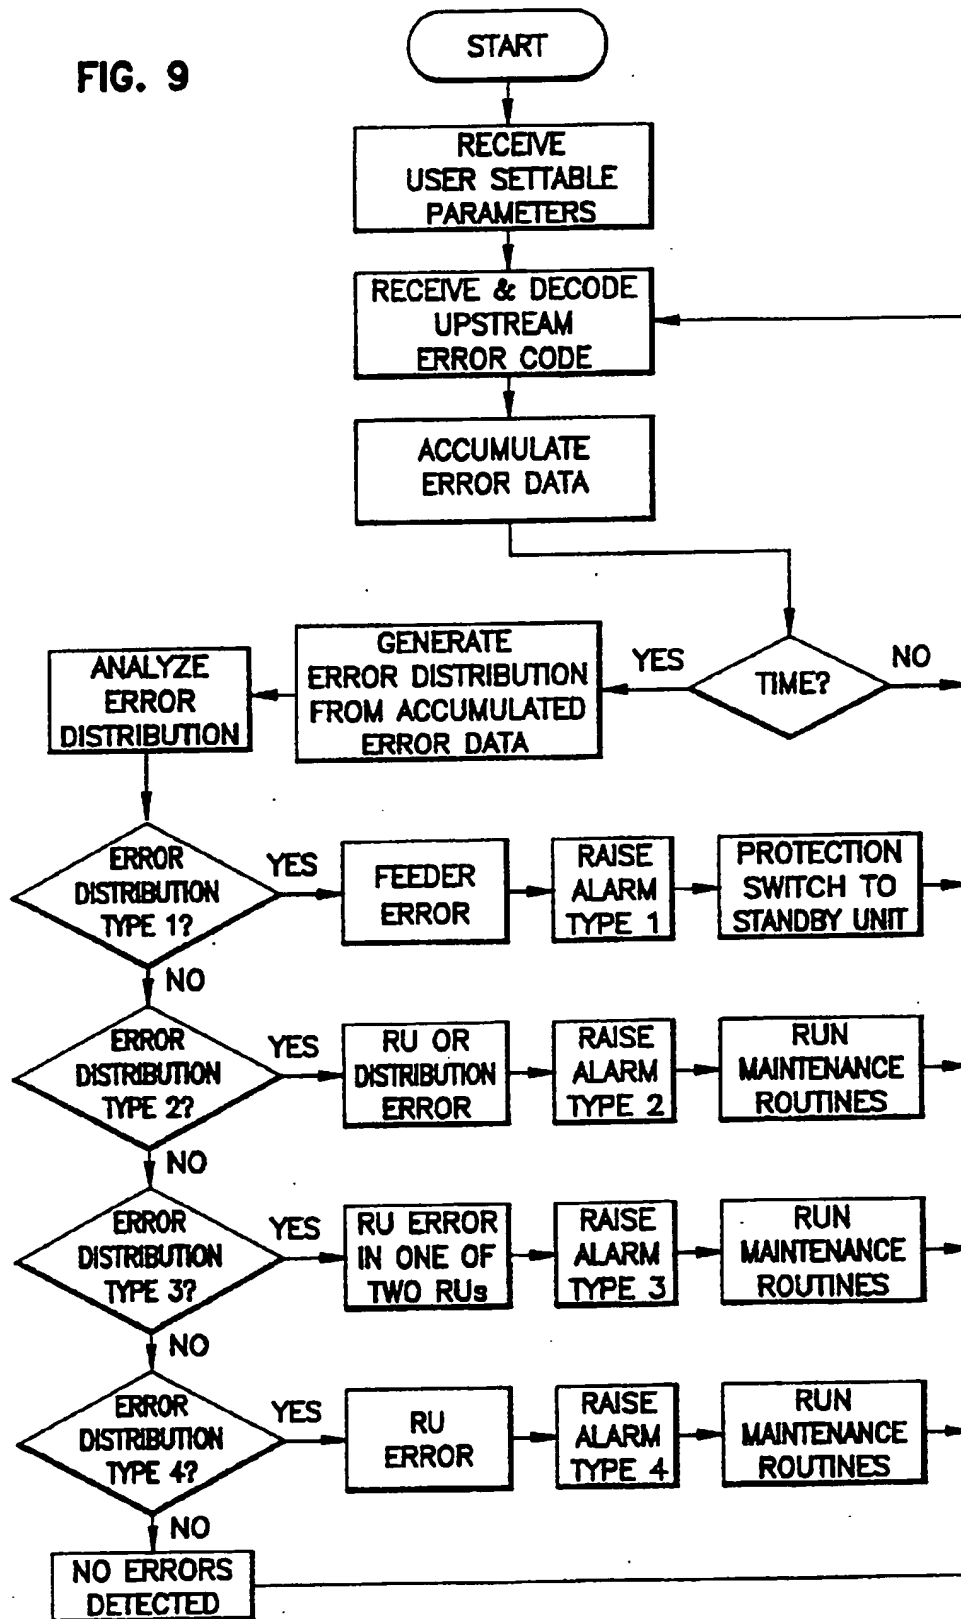 FIG. 9
START
RECEIVE
USER SETTABLE
PARAMETERS
RECEIVE & DECODE
UPSTREAM
ERROR CODE
ACCUMULATE
ERROR DATA
TIME?
YES
NO
GENERATE
ERROR DISTRIBUTION
FROM ACCUMULATED
ERROR DATA
ANALYZE
ERROR
DISTRIBUTION
ERROR
DISTRIBUTION
TYPE 1?
YES
FEEDER
ERROR
RAISE
ALARM
TYPE 1
PROTECTION
SWITCH TO
STANDBY UNIT
NO
ERROR
DISTRIBUTION
TYPE 2?
YES
RU OR
DISTRIBUTION
ERROR
RAISE
ALARM
TYPE 2
RUN
MAINTENANCE
ROUTINES
NO
ERROR
DISTRIBUTION
TYPE 3?
YES
RU ERROR
IN ONE OF
TWO RUs
RAISE
ALARM
TYPE 3
RUN
MAINTENANCE
ROUTINES
NO
ERROR
DISTRIBUTION
TYPE 4?
YES
RU
ERROR
RAISE
ALARM
TYPE 4
RUN
MAINTENANCE
ROUTINES
NO
NO ERRORS
DETECTED